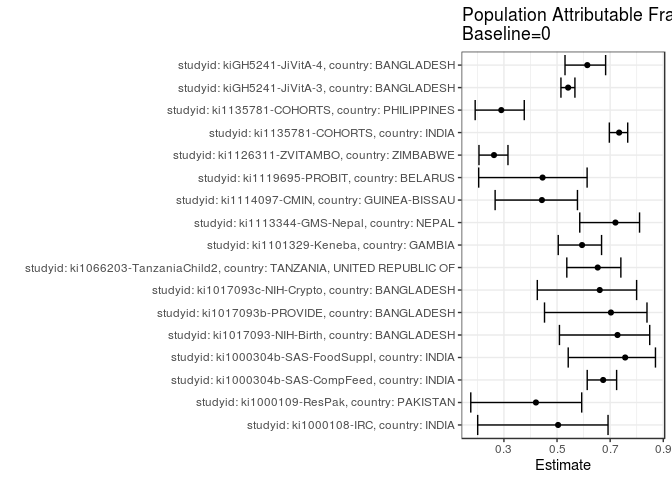 Population Attributable Fra
Baseline=0
studyid: kiGH5241-JiVitA-4, country: BANGLADESH
studyid: kiGH5241-JiVitA-3, country: BANGLADESH
studyid: ki1135781-COHORTS, country: PHILIPPINES
studyid: ki1135781-COHORTS, country: INDIA
studyid: ki1126311-ZVITAMBO, country: ZIMBABWE
studyid: ki1119695-PROBIT, country: BELARUS
studyid: ki1114097-CMIN, country: GUINEA-BISSAU
studyid: ki1113344-GMS-Nepal, country: NEPAL
studyid: ki1101329-Keneba, country: GAMBIA
studyid: ki1066203-TanzaniaChild2, country: TANZANIA, UNITED REPUBLIC OF
studyid: ki1017093c-NIH-Crypto, country: BANGLADESH
studyid: ki1017093b-PROVIDE, country: BANGLADESH
studyid: ki1017093-NIH-Birth, country: BANGLADESH
studyid: ki1000304b-SAS-FoodSuppl, country: INDIA
studyid: ki1000304b-SAS-CompFeed, country: INDIA
studyid: ki1000109-ResPak, country: PAKISTAN
studyid: ki1000108-IRC, country: INDIA
0.3 0.5 0.7 0.9
Estimate